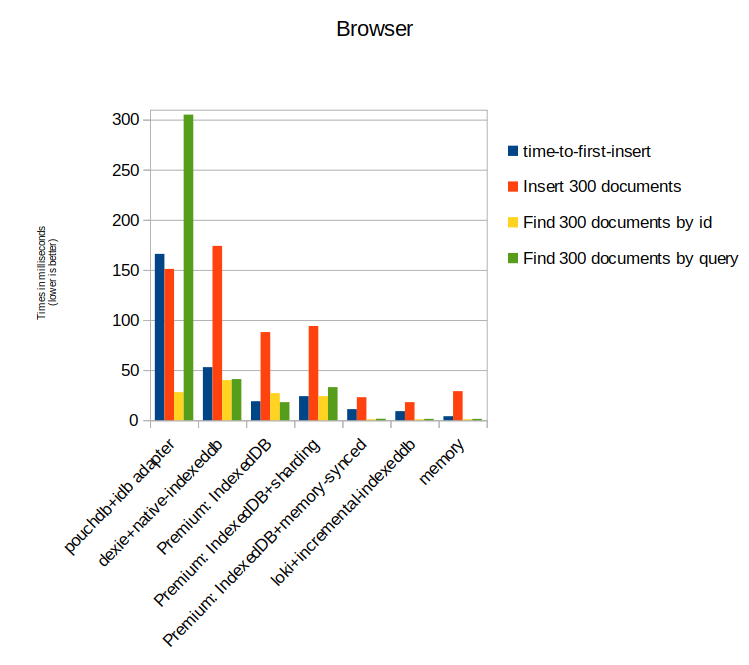 Browser
300
250
200
150
100
50
0
Times in milliseconds
(lower is better)
time-to-first-insert
Insert 300 documents
Find 300 documents by id
Find 300 documents by query
pouchdb+idb adapter
dexie+native-indexeddb
Premium: IndexedDB
Premium: IndexedDB+sharding
Premium: IndexedDB+memory-synced
loki+incremental-indexeddb
memory